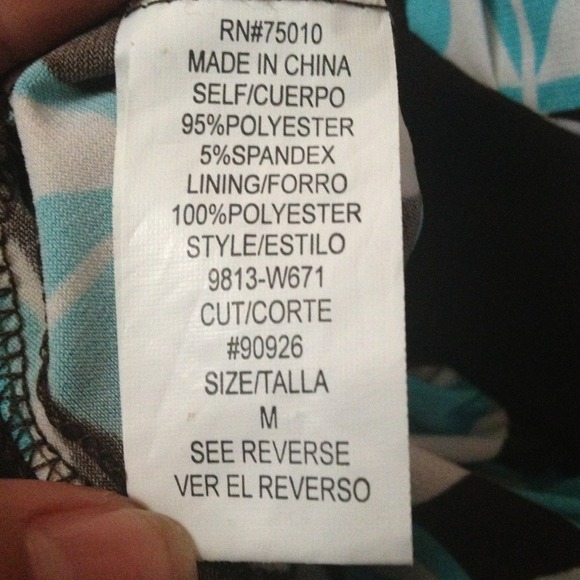 RN#75010
MADE IN CHINA
SELF/CUERPO
95%POLYESTER
5%SPANDEX
LINING/FORRO
100%POLYESTER
STYLE/ESTILO
9813-W671
CUT/CORTE
#90926
SIZE/TALLA
M
SEE REVERSE
VER EL REVERSO